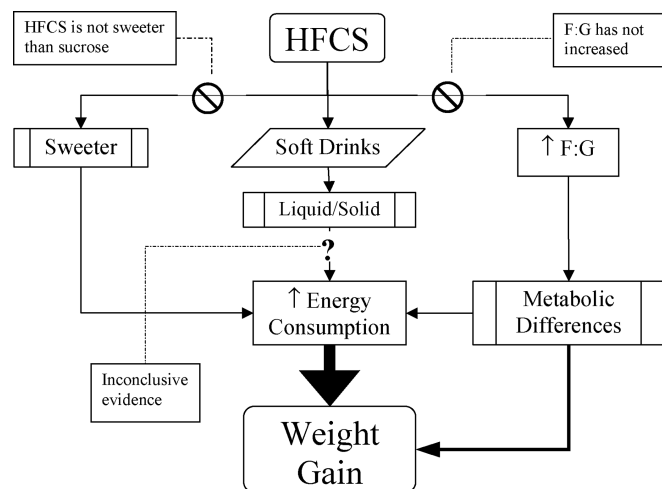 HFCS is not sweeter
than sucrose
HFCS
F:G has not
increased
Sweeter
Soft Drinks
↑ F:G
Liquid/Solid
?
↑ Energy
Consumption
Metabolic
Differences
Inconclusive
evidence
Weight
Gain